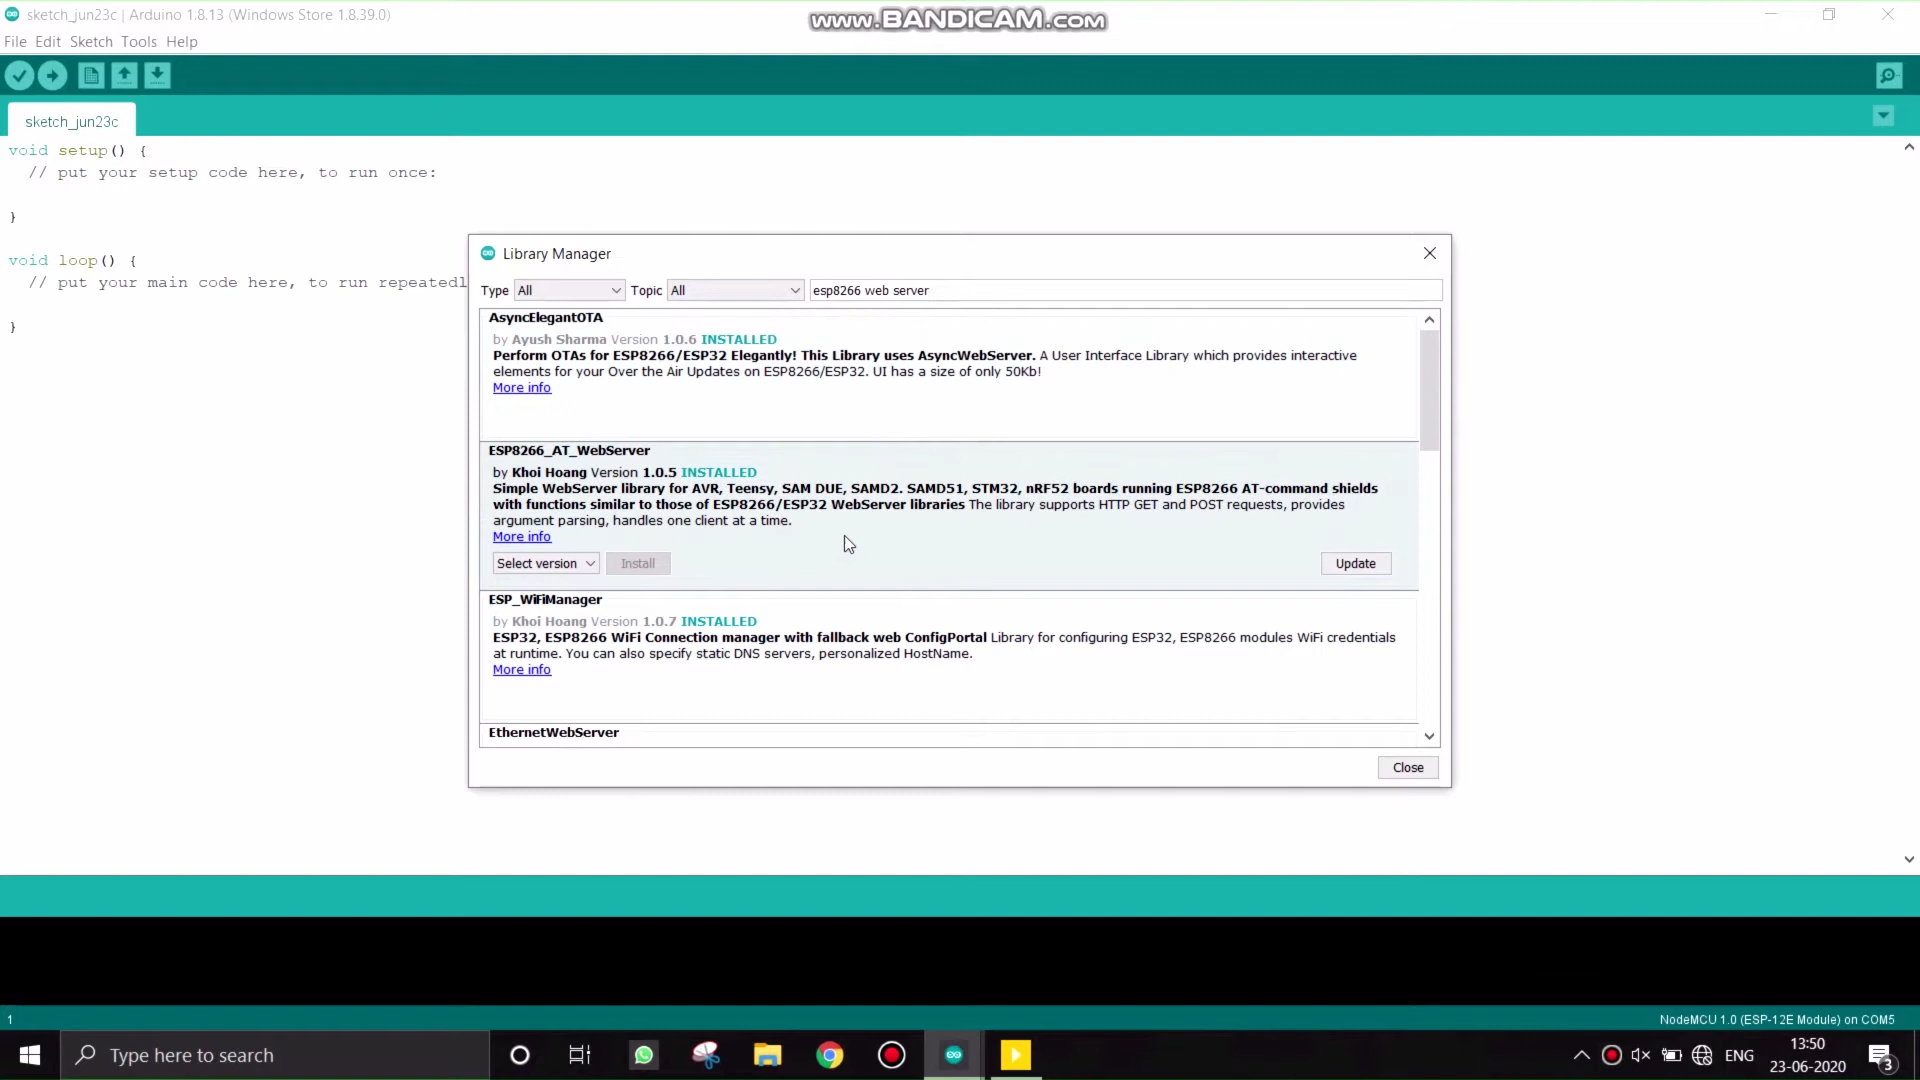 sketch_jun23c | Arduino 1.8.13 (Windows Store 1.8.39.0)
www.BANDICAM.com
File Edit Sketch Tools Help
sketch_jun23c
void setup() {
// put your setup code here, to run once:
}
void loop() {
// put your main code here, to run repeatedl
}
Library Manager
Type All Topic All esp8266 web server
AsyncElegantOTA
by Ayush Sharma Version 1.0.6 INSTALLED
Perform OTAs for ESP8266/ESP32 Elegantly! This Library uses AsyncWebServer. A User Interface Library which provides interactive
elements for your Over the Air Updates on ESP8266/ESP32. UI has a size of only 50Kb!
More info
ESP8266_AT_WebServer
by Khoi Hoang Version 1.0.5 INSTALLED
Simple WebServer library for AVR, Teensy, SAM DUE, SAMD2. SAMD51, STM32, nRF52 boards running ESP8266 AT-command shields
with functions similar to those of ESP8266/ESP32 WebServer libraries The library supports HTTP GET and POST requests, provides
argument parsing, handles one client at a time.
More info
Select version Install Update
ESP_WiFiManager
by Khoi Hoang Version 1.0.7 INSTALLED
ESP32, ESP8266 WiFi Connection manager with fallback web ConfigPortal Library for configuring ESP32, ESP8266 modules WiFi credentials
at runtime. You can also specify static DNS servers, personalized HostName.
More info
EthernetWebServer
Close
1 NodeMCU 1.0 (ESP-12E Module) on COM5
Type here to search
ENG
13:50
23-06-2020
3